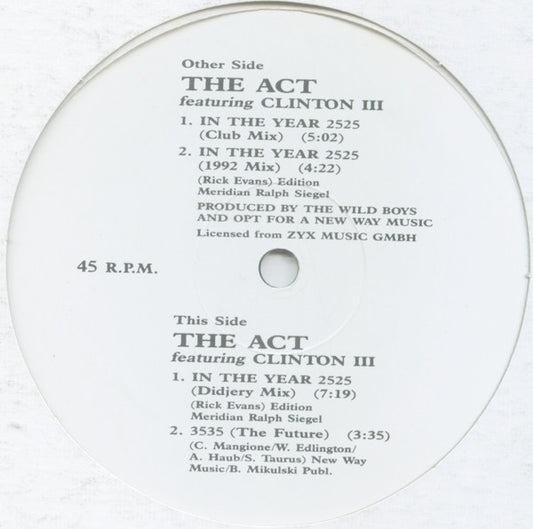 Other Side
THE ACT
featuring CLINTON III
1. IN THE YEAR 2525
(Club Mix) (5:02)
2. IN THE YEAR 2525
(1992 Mix) (4:22)
(Rick Evans) Edition
Meridian Ralph Siegel
PRODUCED BY THE WILD BOYS
AND OPT FOR A NEW WAY MUSIC
Licensed from ZYX MUSIC GMBH
45 R.P.M.
This Side
THE ACT
featuring CLINTON III
1. IN THE YEAR 2525
(Didjery Mix) (7:19)
(Rick Evans) Edition
Meridian Ralph Siegel
2. 3535 (The Future) (3:35)
(C. Mangione/W. Edlington/
A. Haub/S. Taurus) New Way
Music/B. Mikulski Publ.